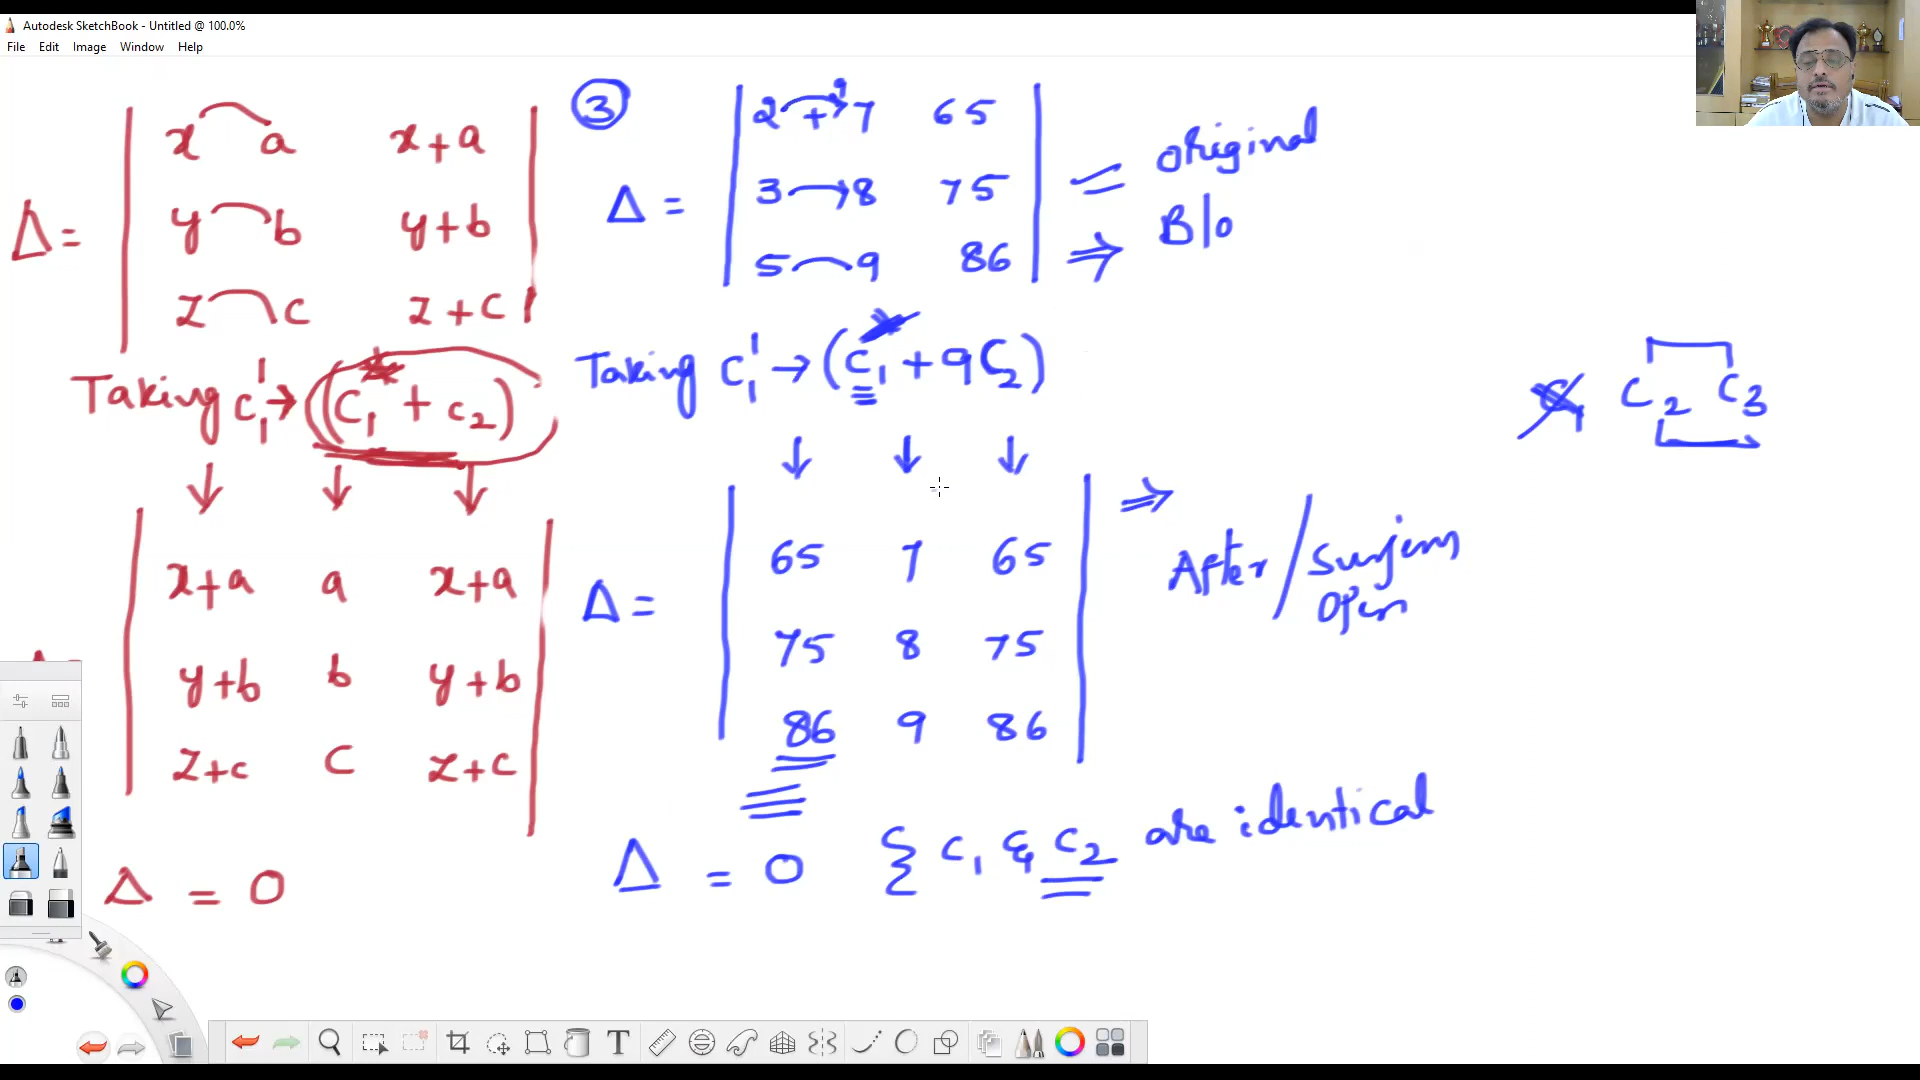 Autodesk SketchBook - Untitled @ 100.0%
File Edit Image Window Help
x a x+a
Δ = y b y+b
z c z+c
Taking C₁' → (C₁ + C₂)
x+a a x+a
y+b b y+b
z+c c z+c
Δ = 0
3
2 + 9 7 65
Δ = 3 8 75
5 9 86
= original
⇒ B/o
Taking C₁' → (C₁ + 9C₂)
65 7 65
Δ = 75 8 75
86 9 86
⇒
After / Surgery
Open
Δ = 0 { C₁ & C₂ are identical
C₂ C₃